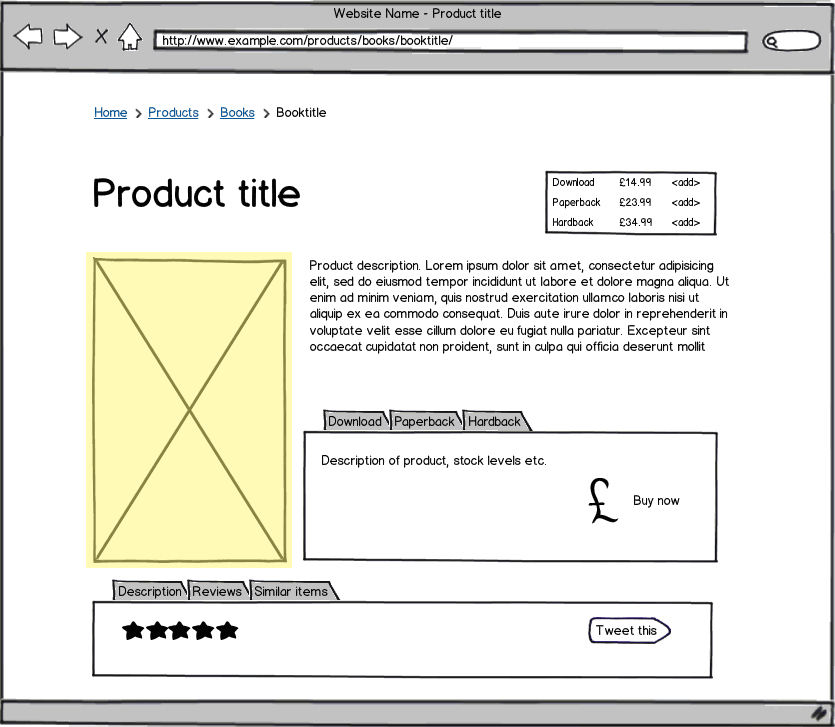 Website Name - Product title
http://www.example.com/products/books/booktitle/
Home Products Books Booktitle
Product title
Download £14.99 <add>
Paperback £23.99 <add>
Hardback £34.99 <add>
Product description. Lorem ipsum dolor sit amet, consectetur adipisicing
elit, sed do eiusmod tempor incididunt ut labore et dolore magna aliqua. Ut
enim ad minim veniam, quis nostrud exercitation ullamco laboris nisi ut
aliquip ex ea commodo consequat. Duis aute irure dolor in reprehenderit in
voluptate velit esse cillum dolore eu fugiat nulla pariatur. Excepteur sint
occaecat cupidatat non proident, sunt in culpa qui officia deserunt mollit
Download Paperback Hardback
Description of product, stock levels etc.
£ Buy now
Description Reviews Similar items
Tweet this